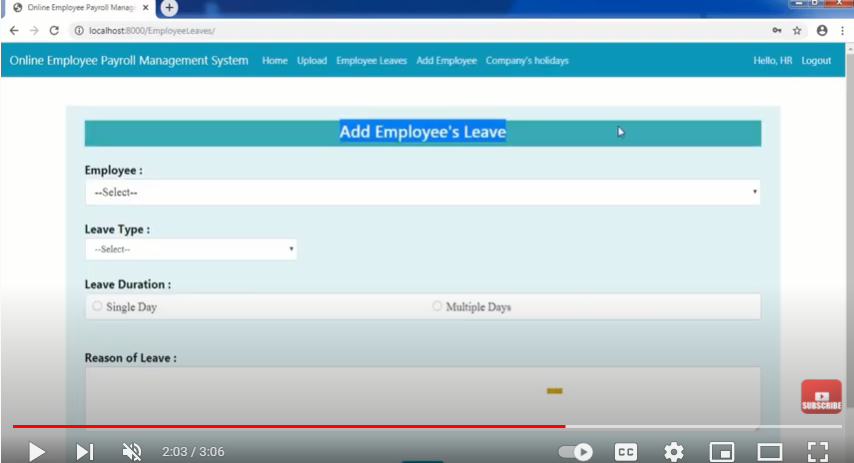 Online Employee Payroll Manag
localhost:8000/EmployeeLeaves/
Online Employee Payroll Management System Home Upload Employee Leaves Add Employee Company's holidays Hello, HR Logout
Add Employee's Leave
Employee :
--Select--
Leave Type :
--Select--
Leave Duration :
Single Day Multiple Days
Reason of Leave :
SUBSCRIBE
2:03 / 3:06 CC